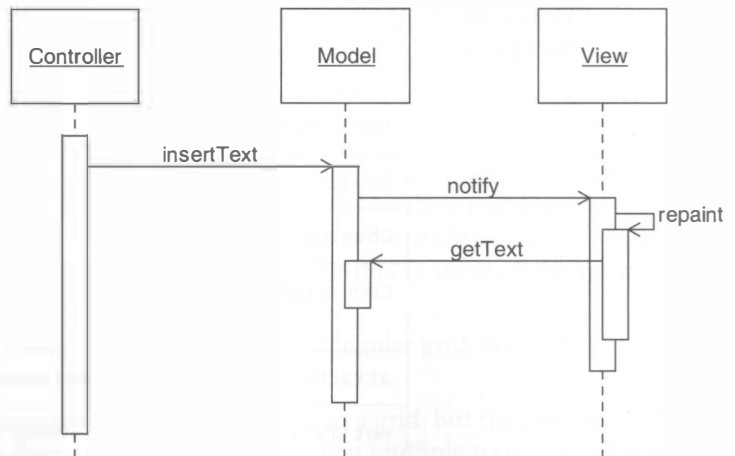 Controller
Model
View
insertText
notify
repaint
getText